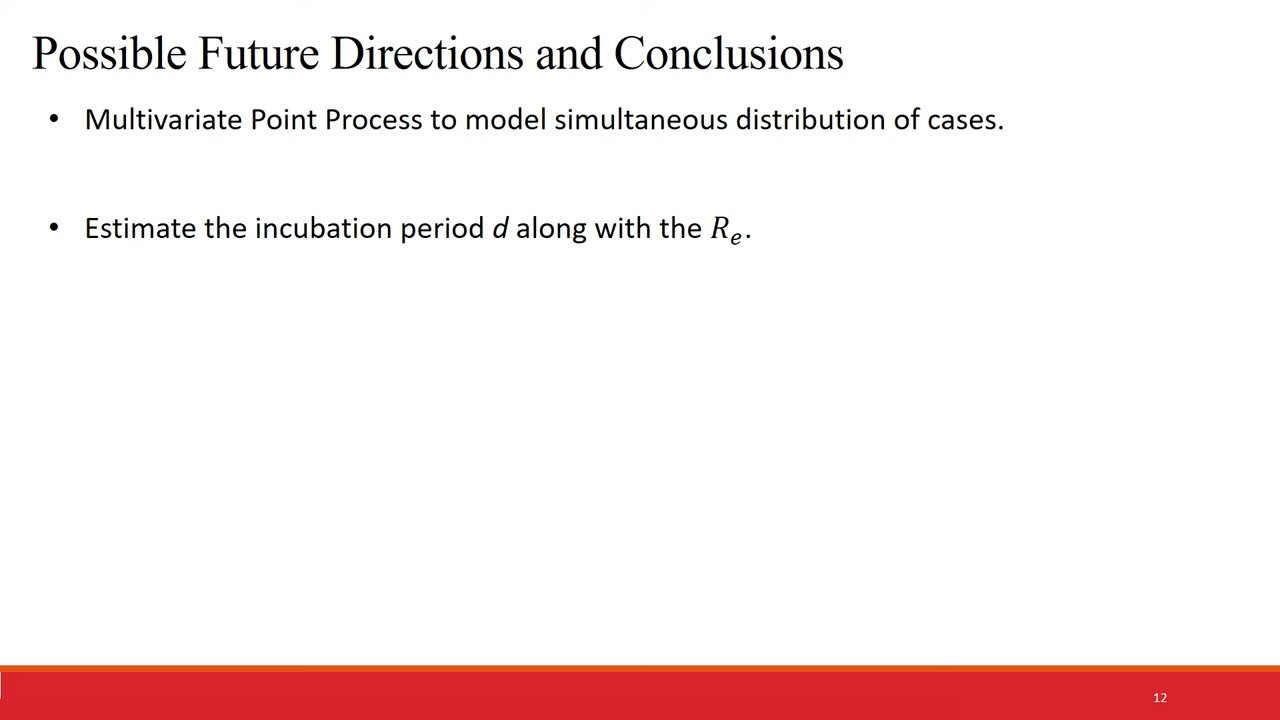 Possible Future Directions and Conclusions
• Multivariate Point Process to model simultaneous distribution of cases.
• Estimate the incubation period d along with the Rₑ.
12